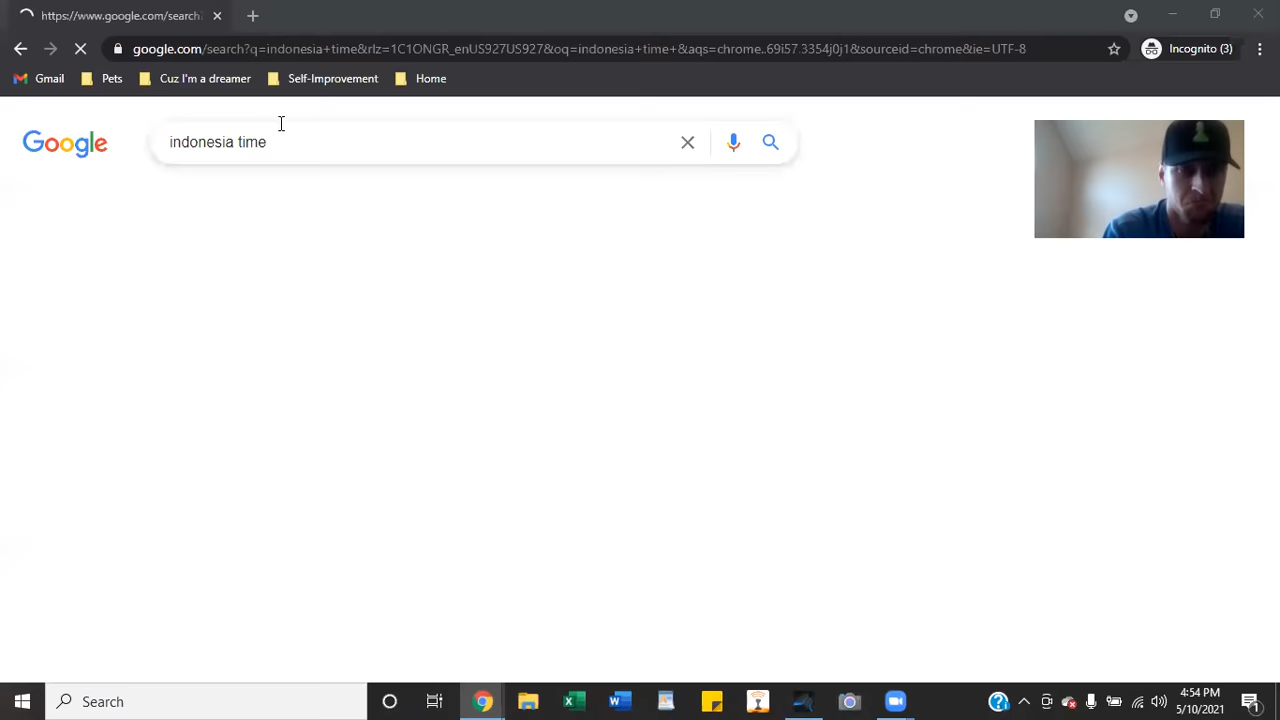 https://www.google.com/search?
google.com/search?q=indonesia+time&rlz=1C1ONGR_enUS927US927&oq=indonesia+time+&aqs=chrome..69i57.3354j0j1&sourceid=chrome&ie=UTF-8
Incognito (3)
Gmail
Pets
Cuz I'm a dreamer
Self-Improvement
Home
Google
indonesia time
Search
4:54 PM
5/10/2021
1